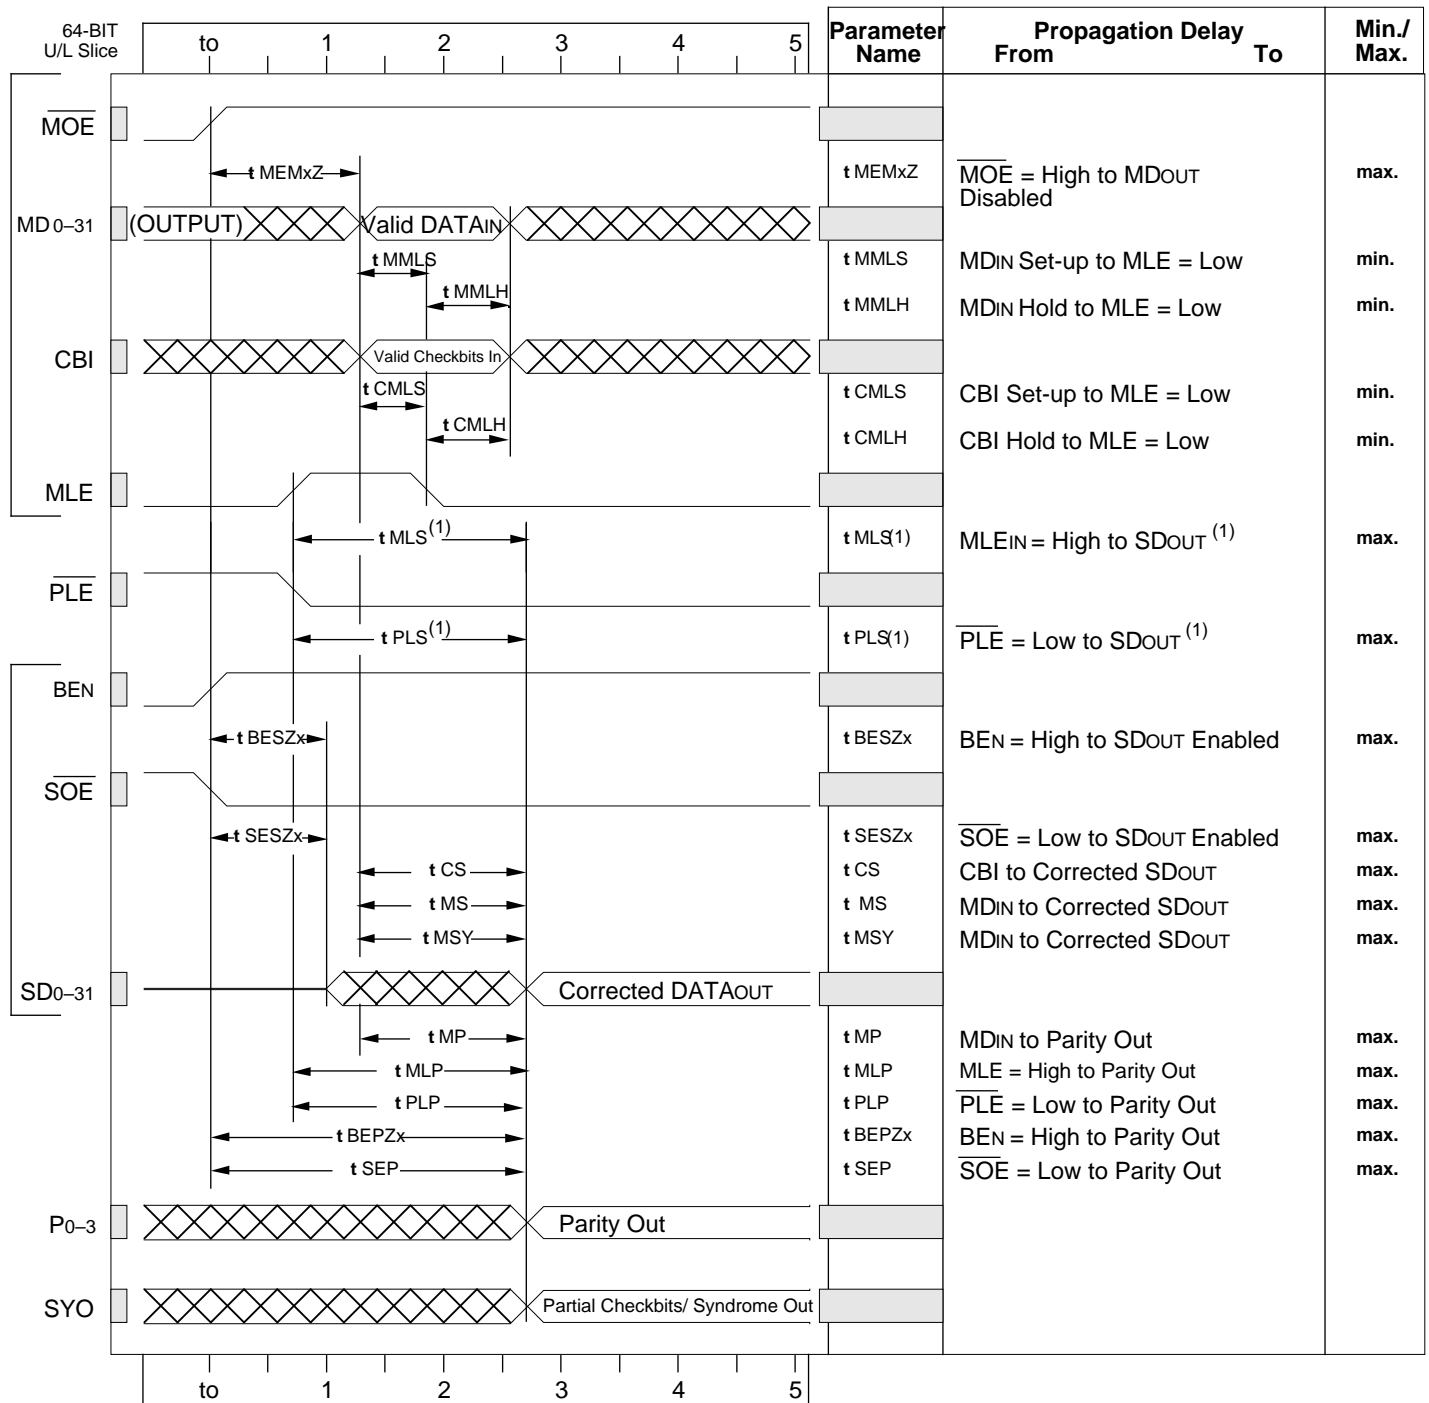 64-BIT
U/L Slice
to 1 2 3 4 5
Parameter
Name
Propagation Delay
From To
Min./
Max.
MOE
t MEMxZ
t MEMxZ MOE = High to MDOUT
Disabled
max.
MD 0–31 (OUTPUT) Valid DATAIN
t MMLS
t MMLS MDIN Set-up to MLE = Low min.
t MMLH
t MMLH MDIN Hold to MLE = Low min.
CBI Valid Checkbits In
t CMLS
t CMLS CBI Set-up to MLE = Low min.
t CMLH
t CMLH CBI Hold to MLE = Low min.
MLE
t MLS(1)
t MLS(1) MLEIN = High to SDOUT (1) max.
PLE
t PLS(1)
t PLS(1) PLE = Low to SDOUT (1) max.
BEN
t BESZx
t BESZx BEN = High to SDOUT Enabled max.
SOE
t SESZx
t SESZx SOE = Low to SDOUT Enabled max.
t CS
t CS CBI to Corrected SDOUT max.
t MS
t MS MDIN to Corrected SDOUT max.
t MSY
t MSY MDIN to Corrected SDOUT max.
SD0–31 Corrected DATAOUT
t MP
t MP MDIN to Parity Out max.
t MLP
t MLP MLE = High to Parity Out max.
t PLP
t PLP PLE = Low to Parity Out max.
t BEPZx
t BEPZx BEN = High to Parity Out max.
t SEP
t SEP SOE = Low to Parity Out max.
P0–3 Parity Out
SYO Partial Checkbits/ Syndrome Out
to 1 2 3 4 5